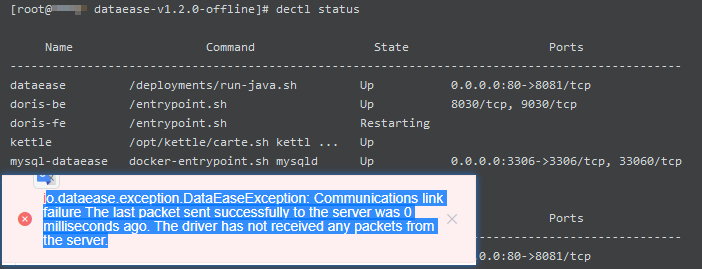 [root@ dataease-v1.2.0-offline]# dectl status
Name Command State Ports
--------------------------------------------------------------------------------------------------
dataease /deployments/run-java.sh Up 0.0.0.0:80->8081/tcp
doris-be /entrypoint.sh Up 8030/tcp, 9030/tcp
doris-fe /entrypoint.sh Restarting
kettle /opt/kettle/carte.sh kettl ... Up
mysql-dataease docker-entrypoint.sh mysqld Up 0.0.0.0:3306->3306/tcp, 33060/tcp
io.dataease.exception.DataEaseException: Communications link
failure The last packet sent successfully to the server was 0
milliseconds ago. The driver has not received any packets from
the server.
Ports
0.0.0.0:80->8081/tcp